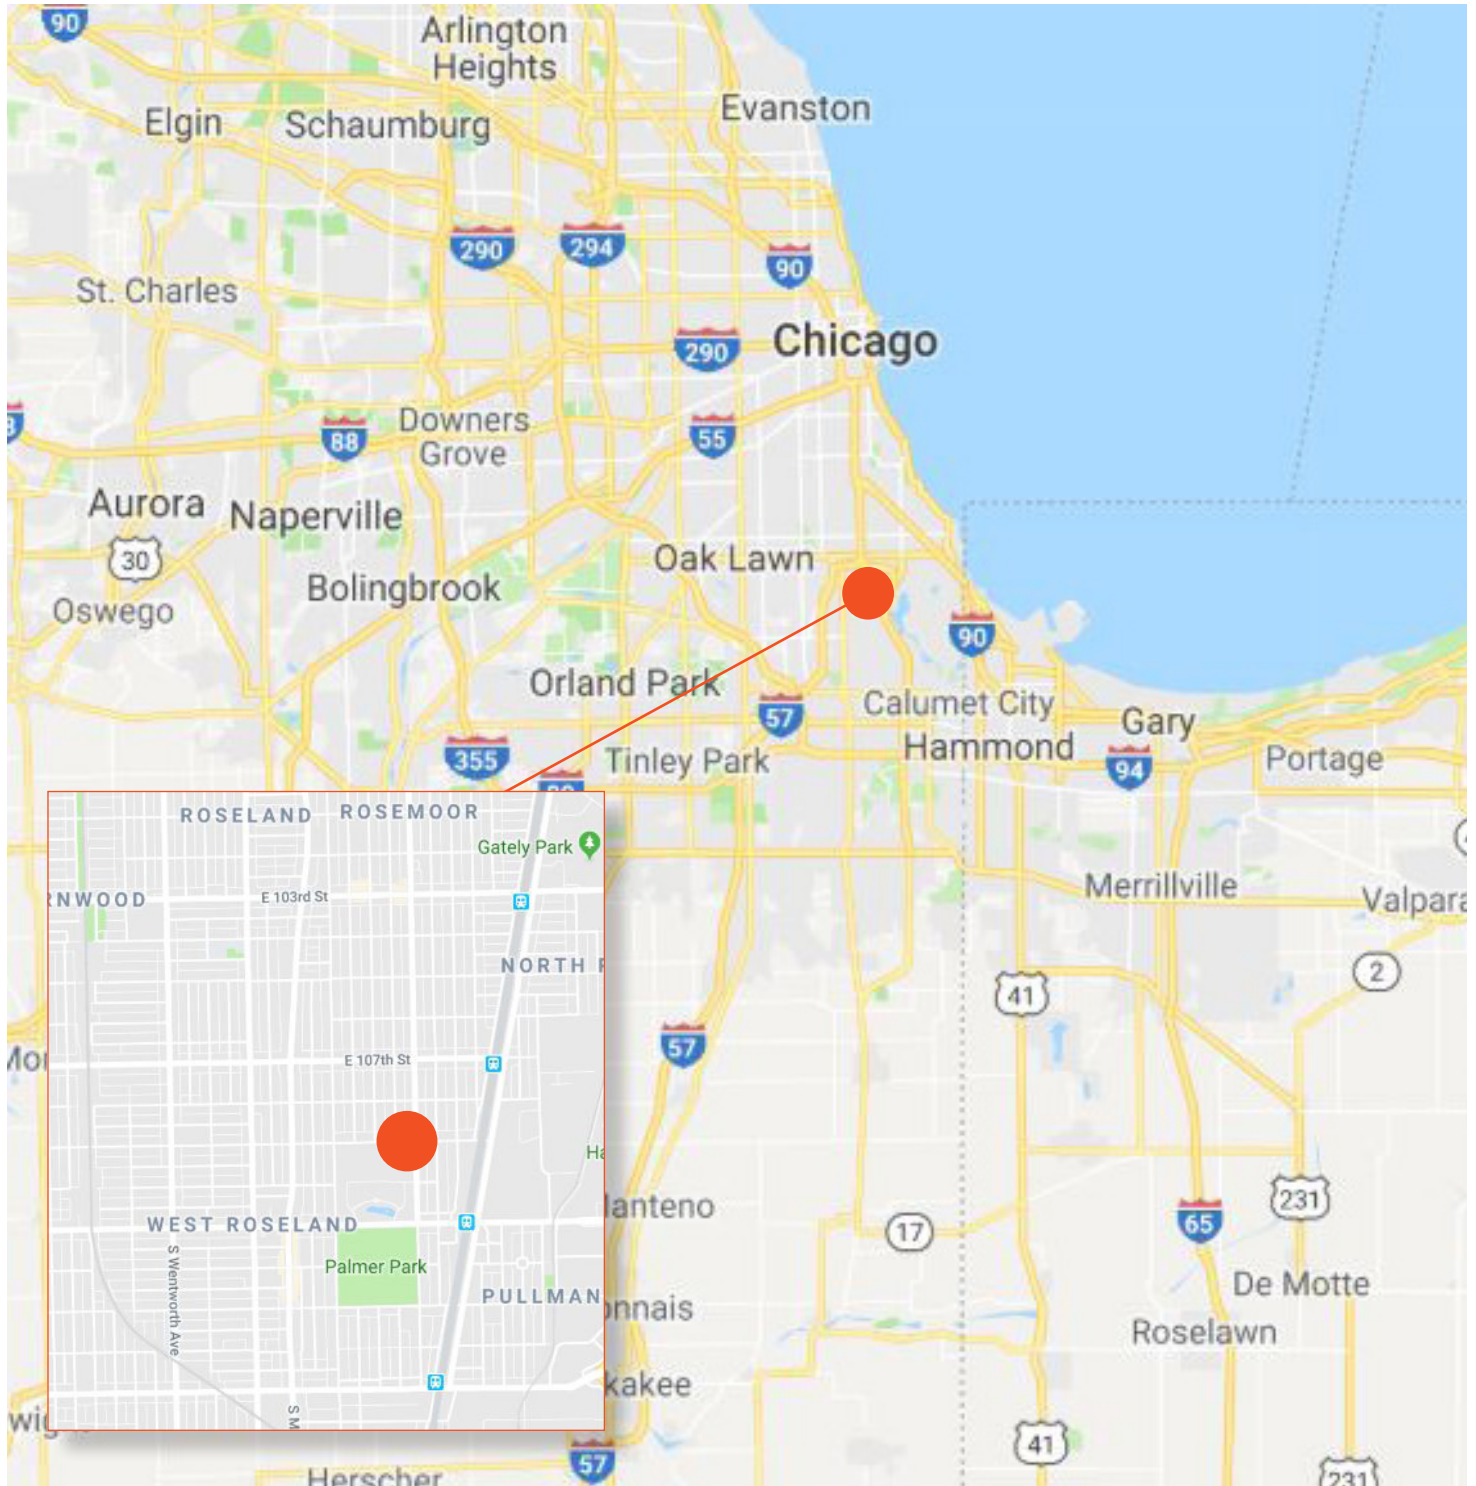 90
Arlington
Heights
Evanston
Elgin
Schaumburg
290
294
90
St. Charles
290
Chicago
Downers
Grove
88
55
Aurora
Naperville
30
Oak Lawn
Bolingbrook
Oswego
90
Orland Park
57
Calumet City
Gary
Hammond
355
Tinley Park
94
Portage
ROSELAND
ROSEMOOR
Gately Park
RNWOOD
E 103rd St
Merrillville
Valpara
NORTH
2
41
57
E 107th St
Ha
anteno
WEST ROSELAND
17
231
65
Palmer Park
S Wentworth Ave
PULLMAN
onnais
De Motte
Roselawn
kakee
S M
41
57
Herscher
231